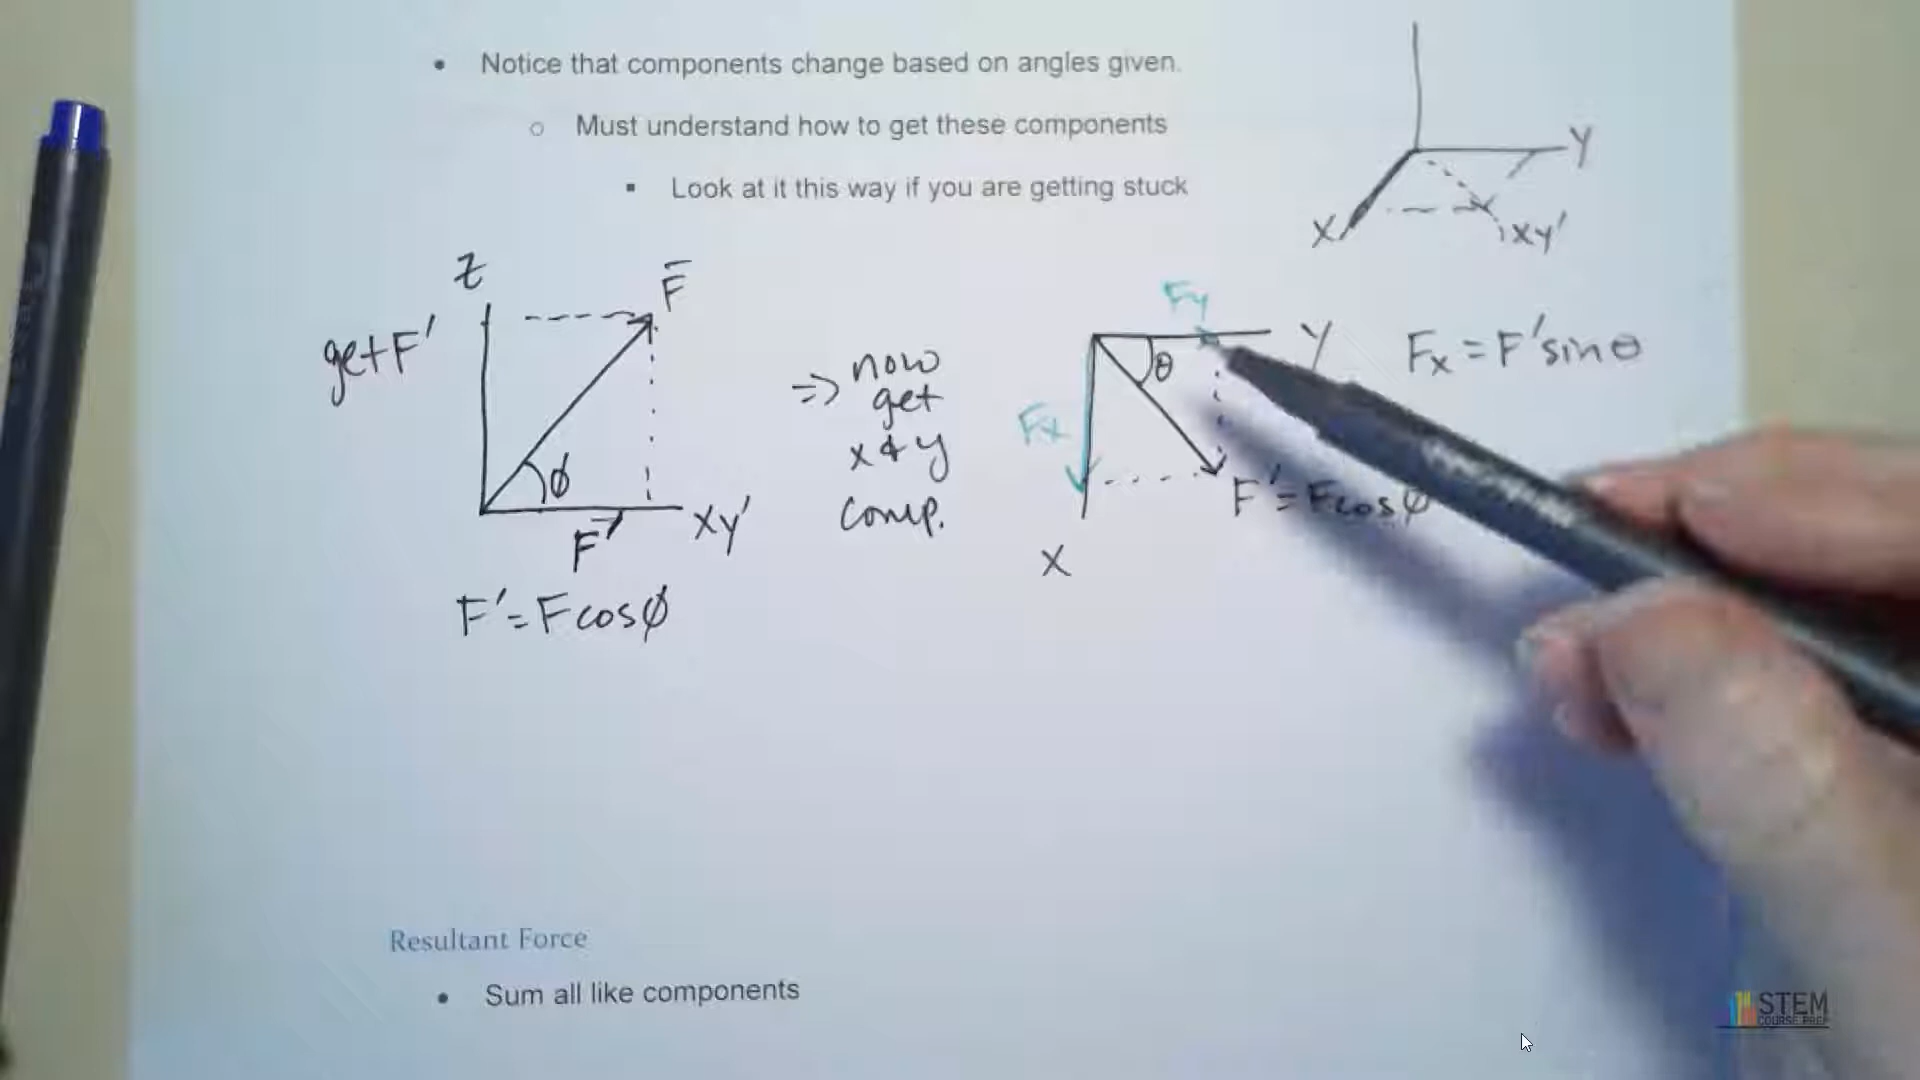 Notice that components change based on angles given.
Must understand how to get these components
Look at it this way if you are getting stuck
Y
X
xy'
z
F̄
get F'
ϕ
xy'
F'
F' = F cos ϕ
=> now
get
x & y
comp.
Fy
Y
θ
Fx
F' = F cos ϕ
X
Fx = F' sin θ
Resultant Force
Sum all like components
STEM
COURSE PREP